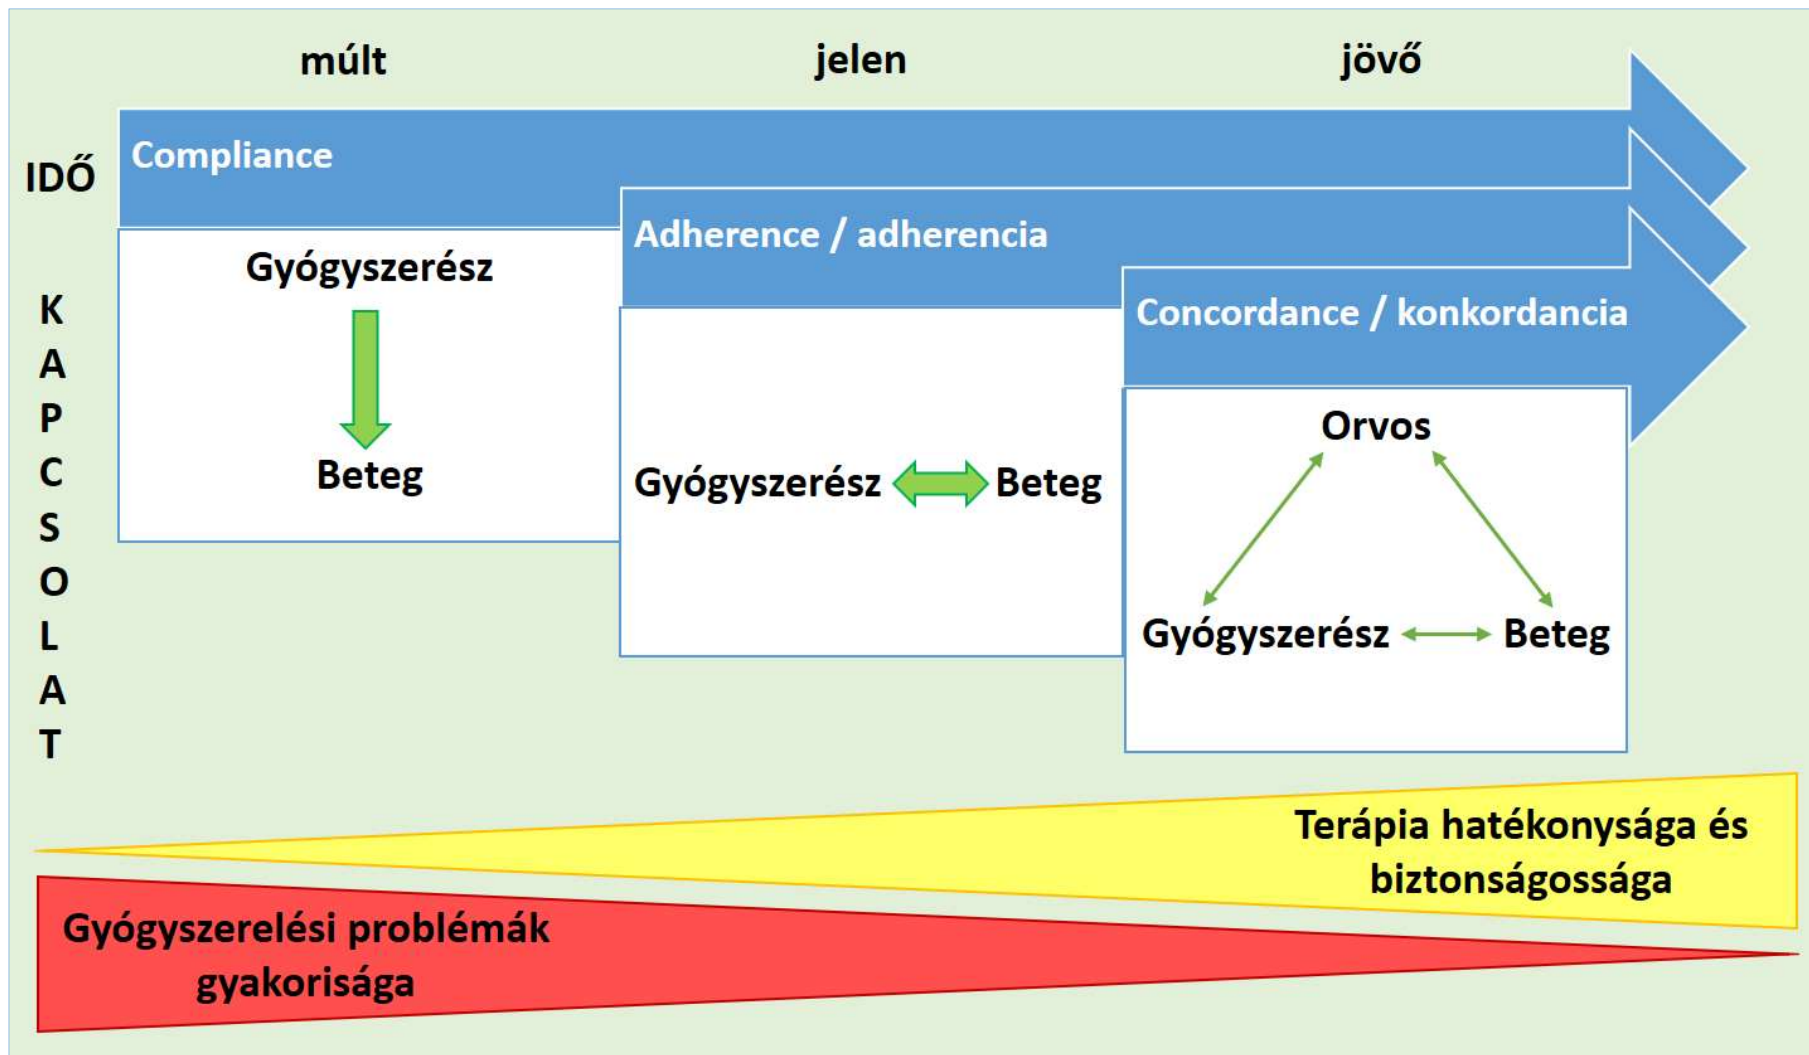 múlt jelen jövő
IDŐ
Compliance
Adherence / adherencia
Concordance / konkordancia
KAPCSOLAT
Gyógyszerész
Beteg
Gyógyszerész Beteg
Orvos
Gyógyszerész Beteg
Terápia hatékonysága és
biztonságossága
Gyógyszerelési problémák
gyakorisága